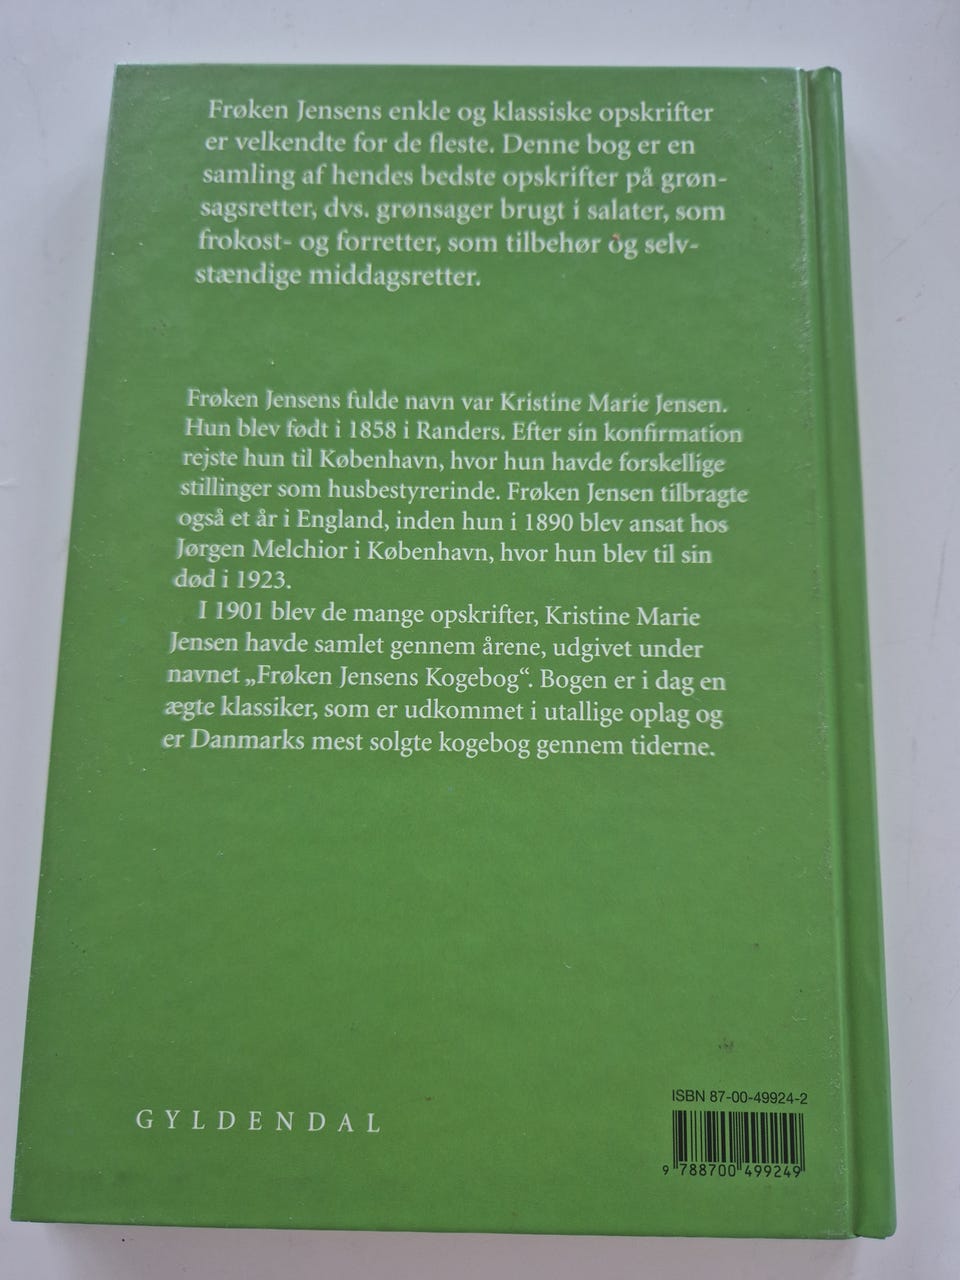 Frøken Jensens enkle og klassiske opskrifter
er velkendte for de fleste. Denne bog er en
samling af hendes bedste opskrifter på grøn-
sagsretter, dvs. grønsager brugt i salater, som
frokost- og forretter, som tilbehør og selv-
stændige middagsretter.
Frøken Jensens fulde navn var Kristine Marie Jensen.
Hun blev født i 1858 i Randers. Efter sin konfirmation
rejste hun til København, hvor hun havde forskellige
stillinger som husbestyrerinde. Frøken Jensen tilbragte
også et år i England, inden hun i 1890 blev ansat hos
Jørgen Melchior i København, hvor hun blev til sin
død i 1923.
I 1901 blev de mange opskrifter, Kristine Marie
Jensen havde samlet gennem årene, udgivet under
navnet „Frøken Jensens Kogebog“. Bogen er i dag en
ægte klassiker, som er udkommet i utallige oplag og
er Danmarks mest solgte kogebog gennem tiderne.
GYLDENDAL
ISBN 87-00-49924-2
9 788700 499249